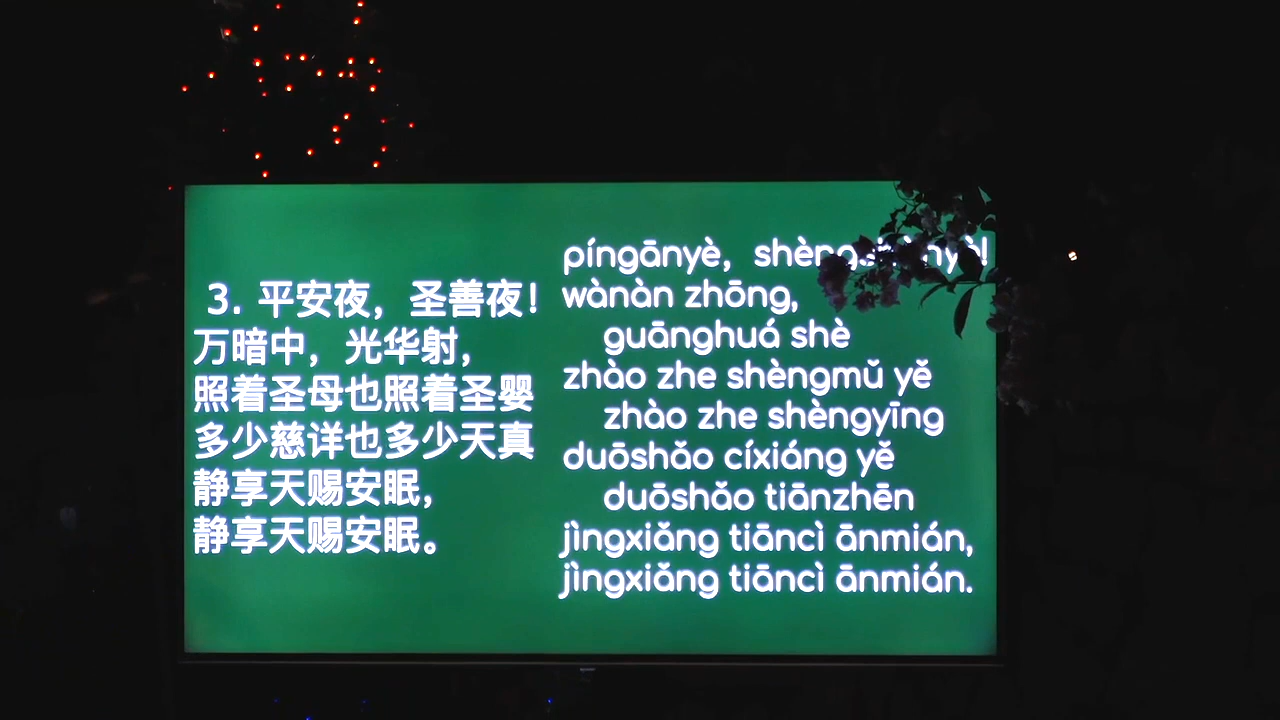 3. 平安夜，圣善夜！
万暗中，光华射，
照着圣母也照着圣婴
多少慈详也多少天真
静享天赐安眠，
静享天赐安眠。
píngānyè,
wànàn zhōng,
guānghuá shè
zhào zhe shèngmǔ yě
zhào zhe shèngyīng
duōshǎo cíxiáng yě
duōshǎo tiānzhēn
jìngxiǎng tiāncì ānmián,
jìngxiǎng tiāncì ānmián.